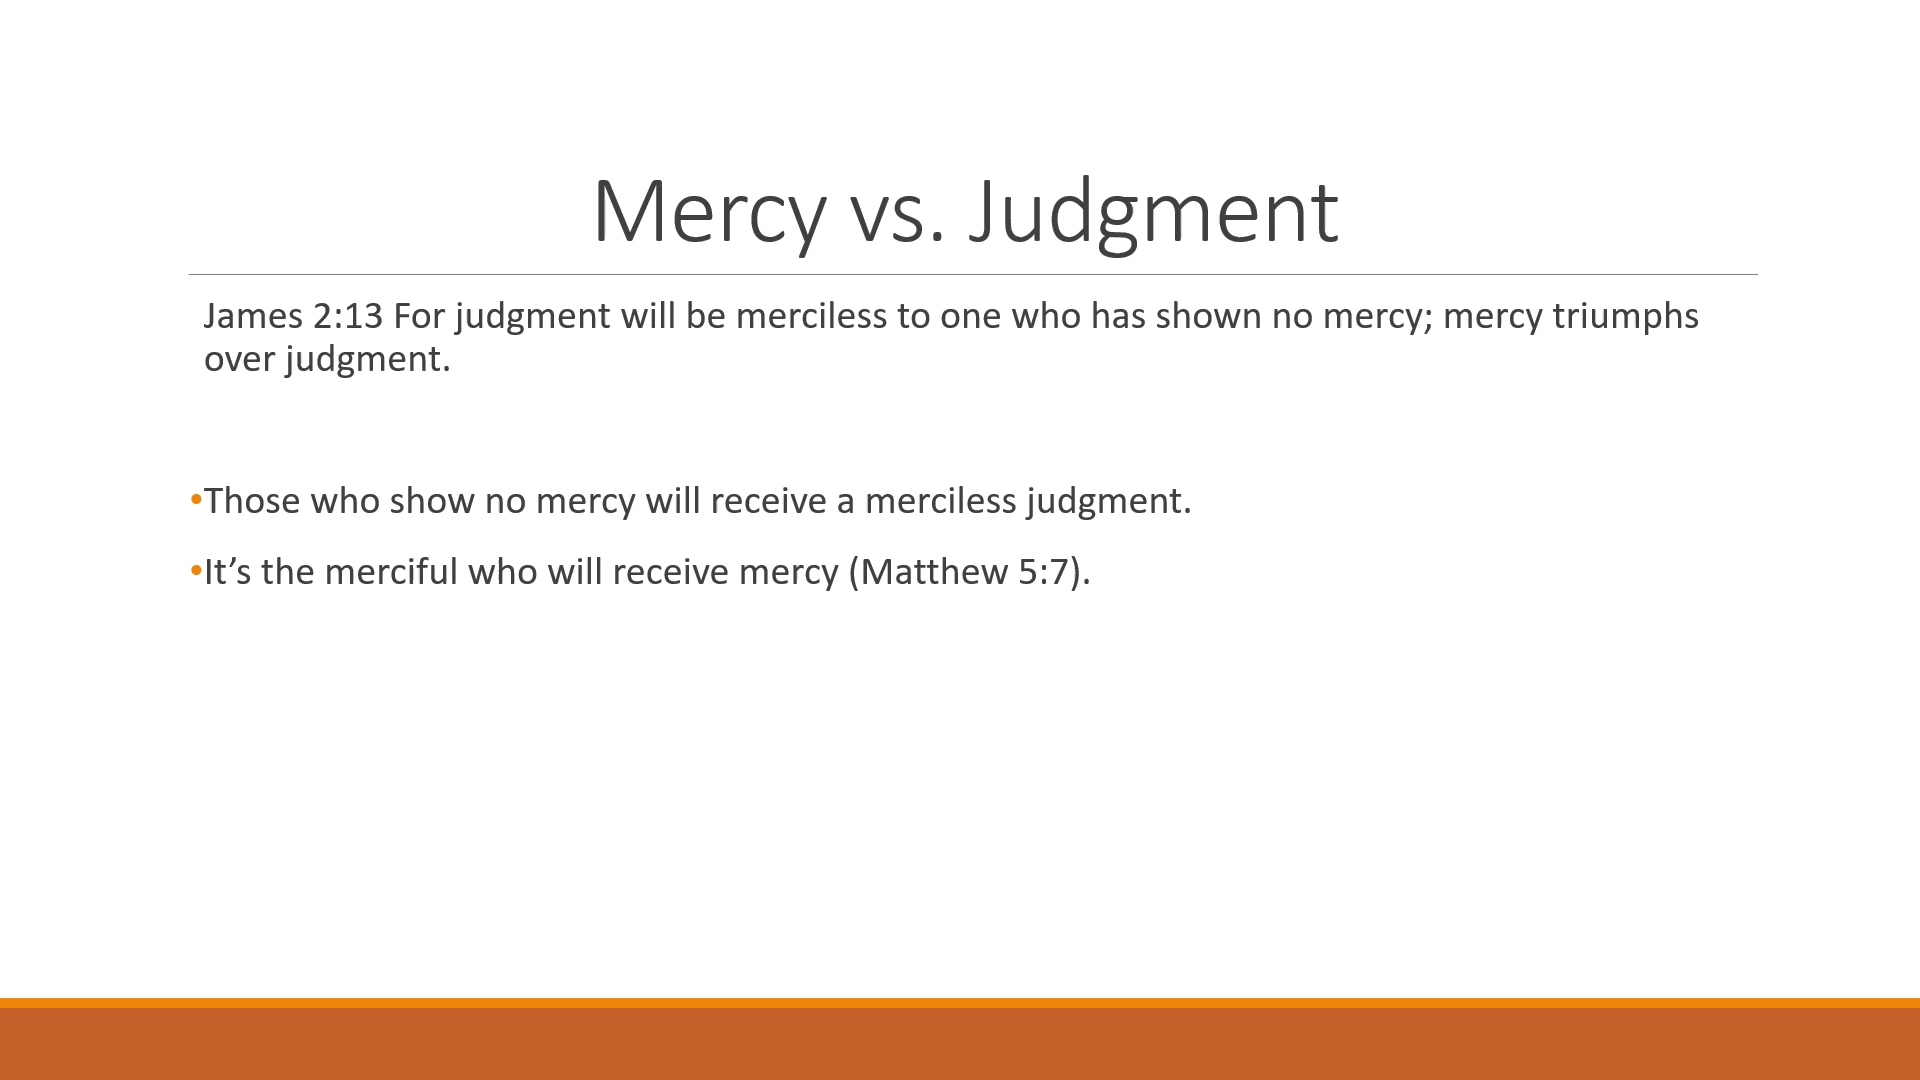 Mercy vs. Judgment
James 2:13 For judgment will be merciless to one who has shown no mercy; mercy triumphs
over judgment.
•Those who show no mercy will receive a merciless judgment.
•It’s the merciful who will receive mercy (Matthew 5:7).